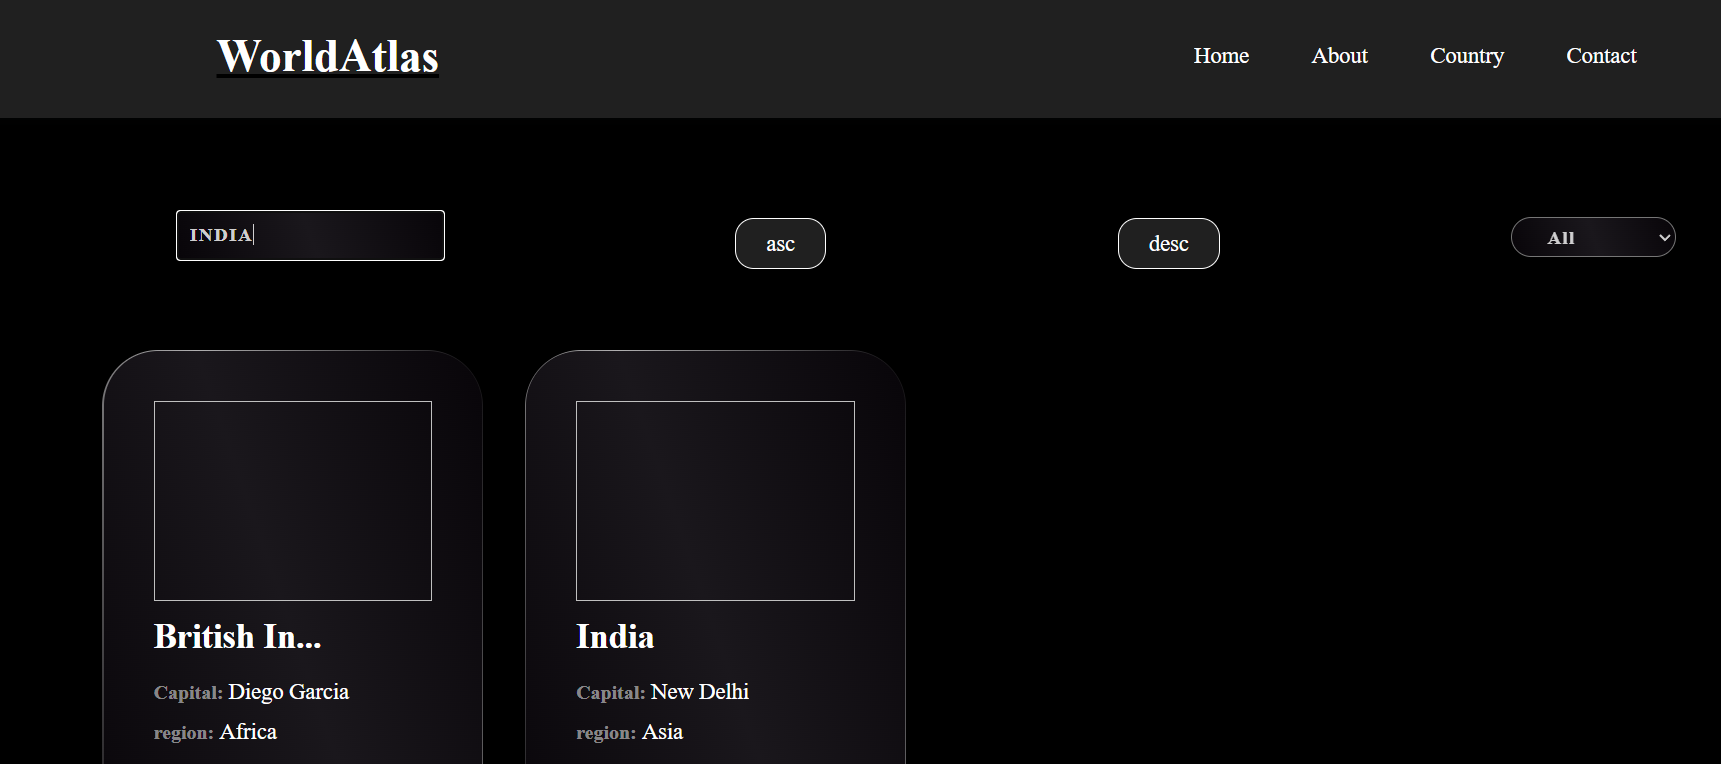 WorldAtlas
Home About Country Contact
INDIA
asc
desc
All
British In...
Capital: Diego Garcia
region: Africa
India
Capital: New Delhi
region: Asia